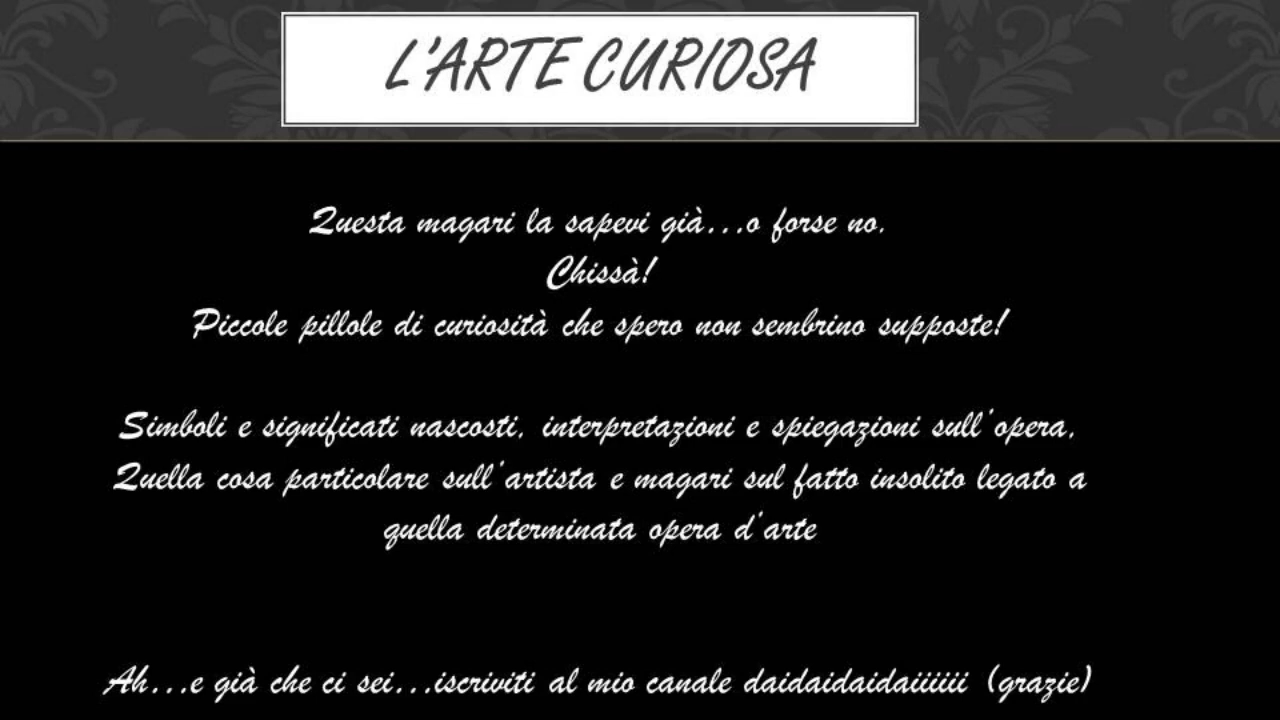 L'ARTE CURIOSA
Questa magari la sapevi già...o forse no.
Chissà!
Piccole pillole di curiosità che spero non sembrino supposte!
Simboli e significati nascosti, interpretazioni e spiegazioni sull'opera,
Quella cosa particolare sull'artista e magari sul fatto insolito legato a
quella determinata opera d'arte
Ah...e già che ci sei...iscriviti al mio canale daidaidaidaiiiiii (grazie)